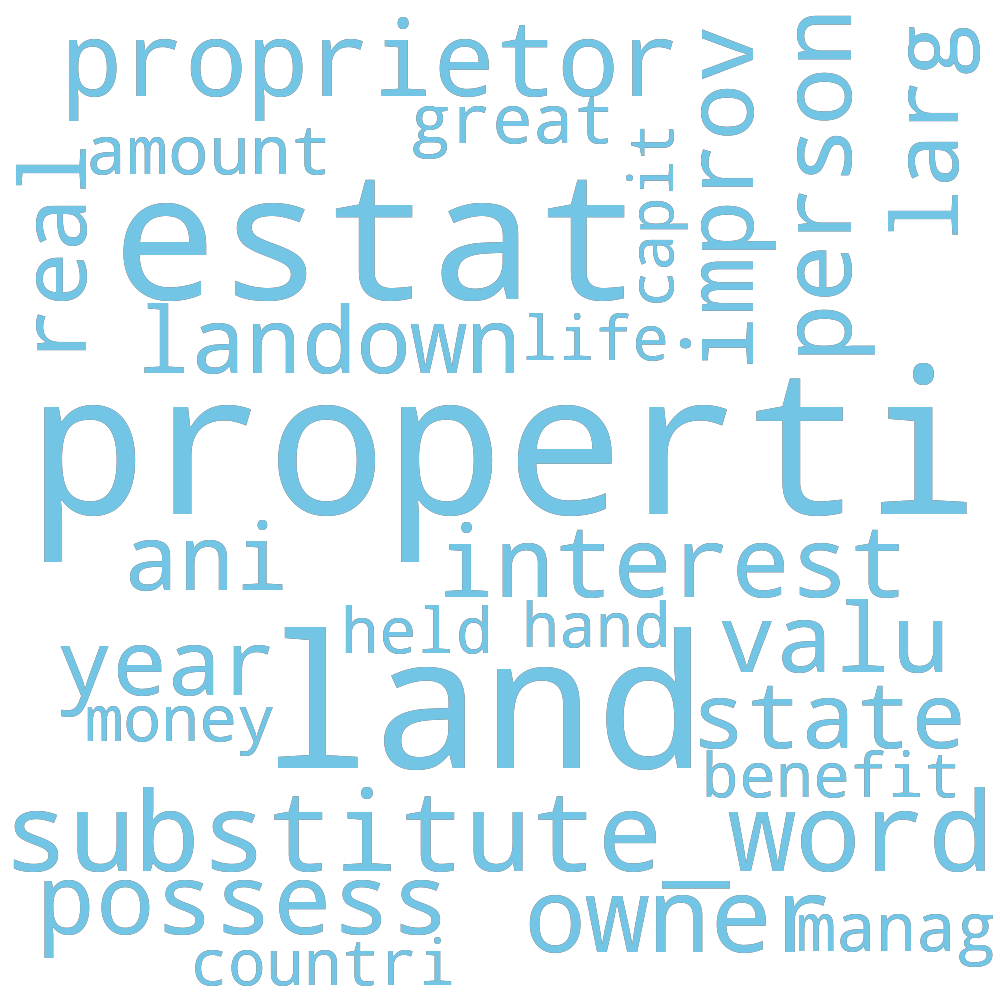 proprietor
great
amount
real
estat
capit
improv
person
larg
landown
life
properti
ani
interest
held
hand
valu
year
land
money
state
benefit
substitute_word
possess
owner
manag
countri